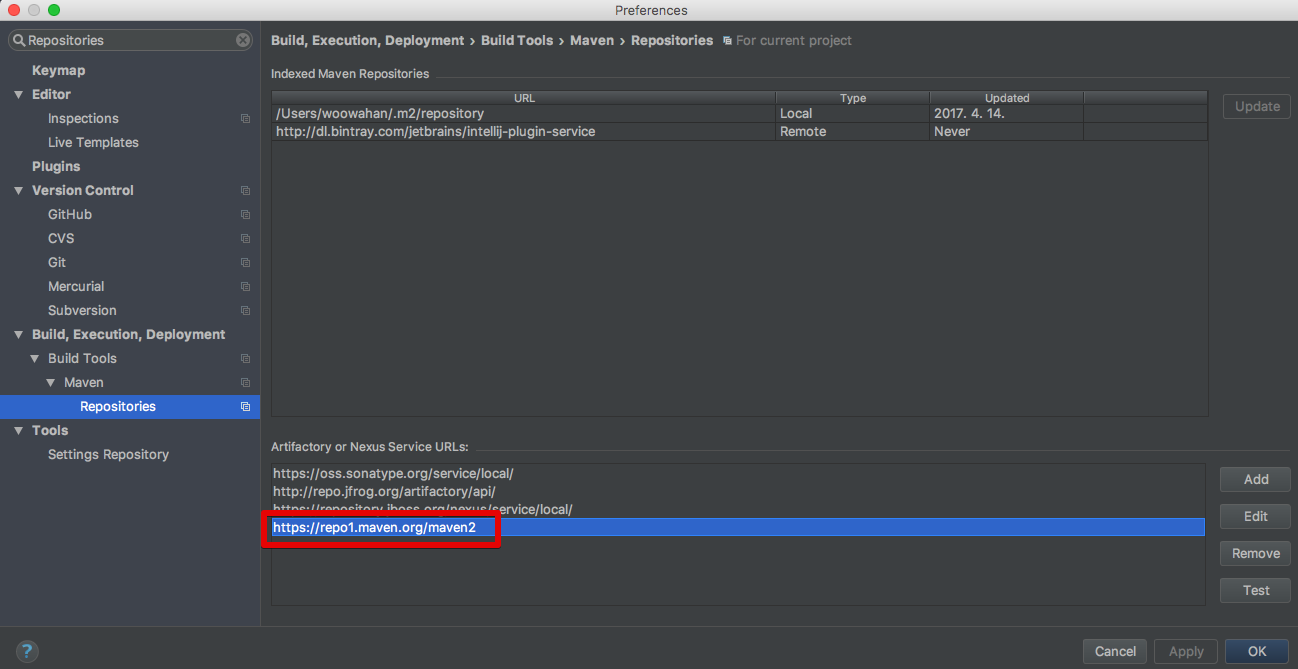 Preferences
Repositories
Keymap
Editor
Inspections
Live Templates
Plugins
Version Control
GitHub
CVS
Git
Mercurial
Subversion
Build, Execution, Deployment
Build Tools
Maven
Repositories
Tools
Settings Repository
Build, Execution, Deployment › Build Tools › Maven › Repositories For current project
Indexed Maven Repositories
URL Type Updated
/Users/woowahan/.m2/repository Local 2017. 4. 14.
http://dl.bintray.com/jetbrains/intellij-plugin-service Remote Never
Update
Artifactory or Nexus Service URLs:
https://oss.sonatype.org/service/local/
http://repo.jfrog.org/artifactory/api/
https://repository.jboss.org/nexus/service/local/
https://repo1.maven.org/maven2
Add
Edit
Remove
Test
?
Cancel Apply OK